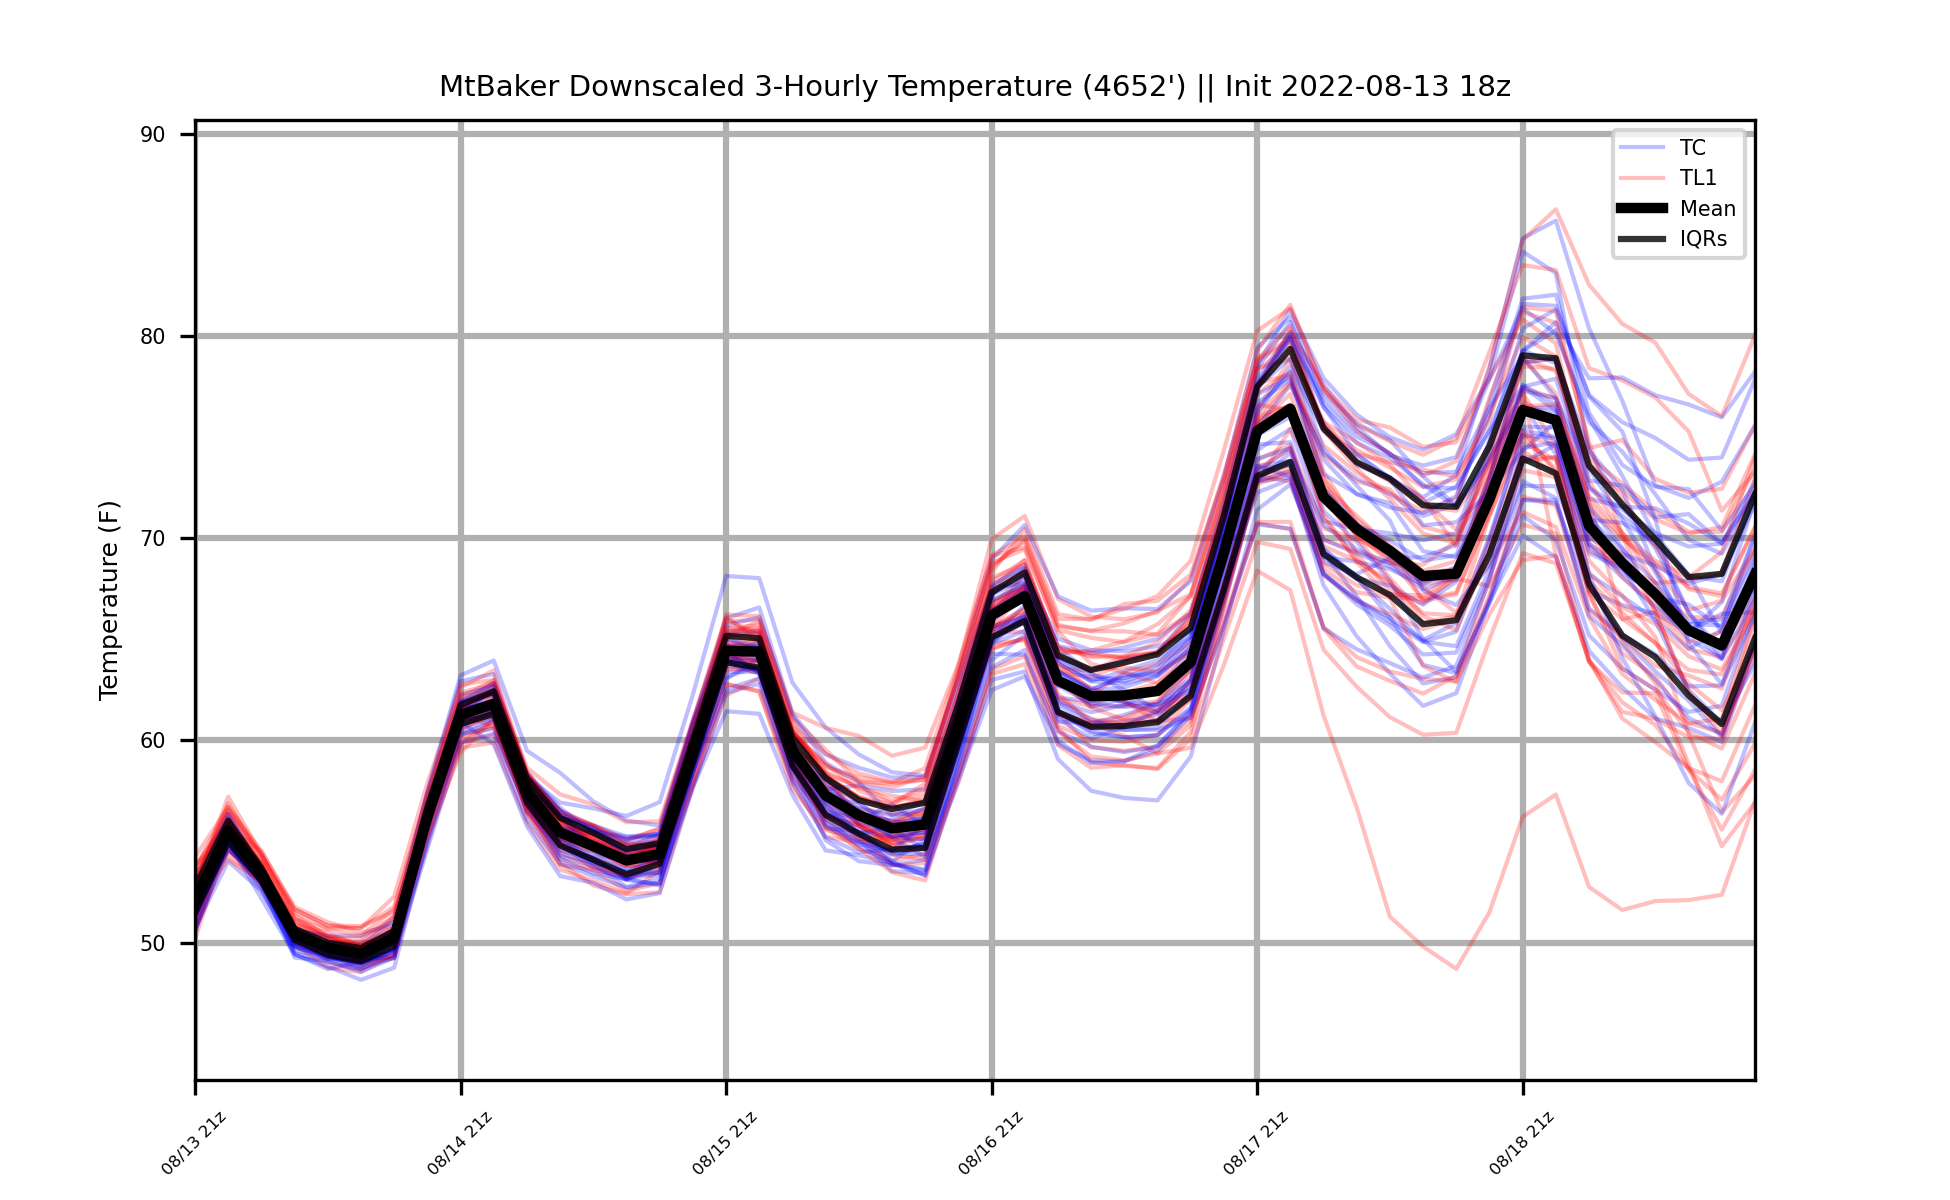 MtBaker Downscaled 3-Hourly Temperature (4652') || Init 2022-08-13 18z
TC
TL1
Mean
IQRs
Temperature (F)
90
80
70
60
50
08/13 21z
08/14 21z
08/15 21z
08/16 21z
08/17 21z
08/18 21z